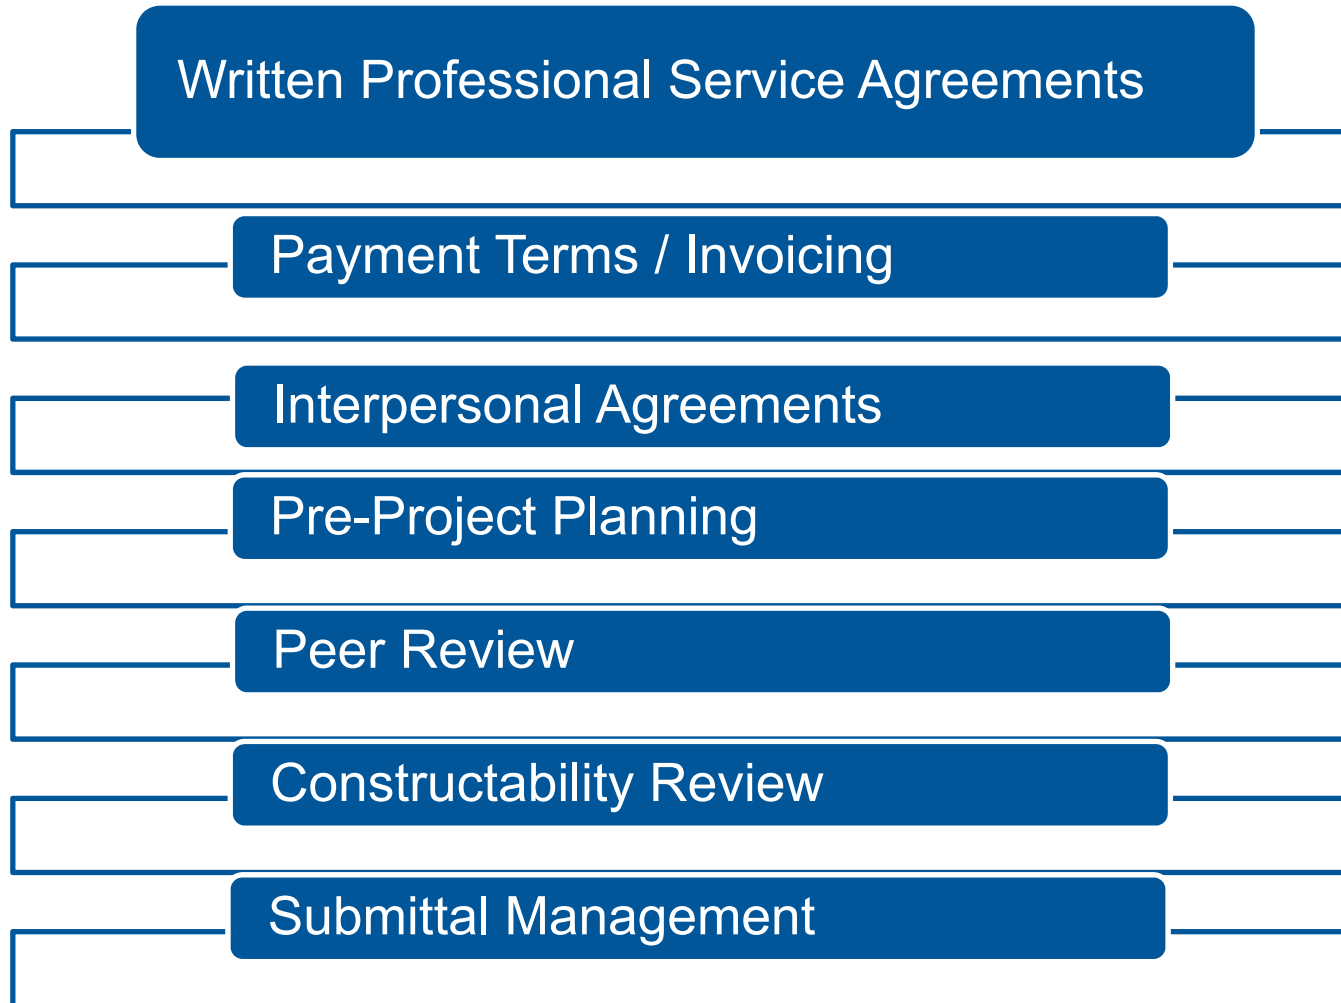 Written Professional Service Agreements
Payment Terms / Invoicing
Interpersonal Agreements
Pre-Project Planning
Peer Review
Constructability Review
Submittal Management